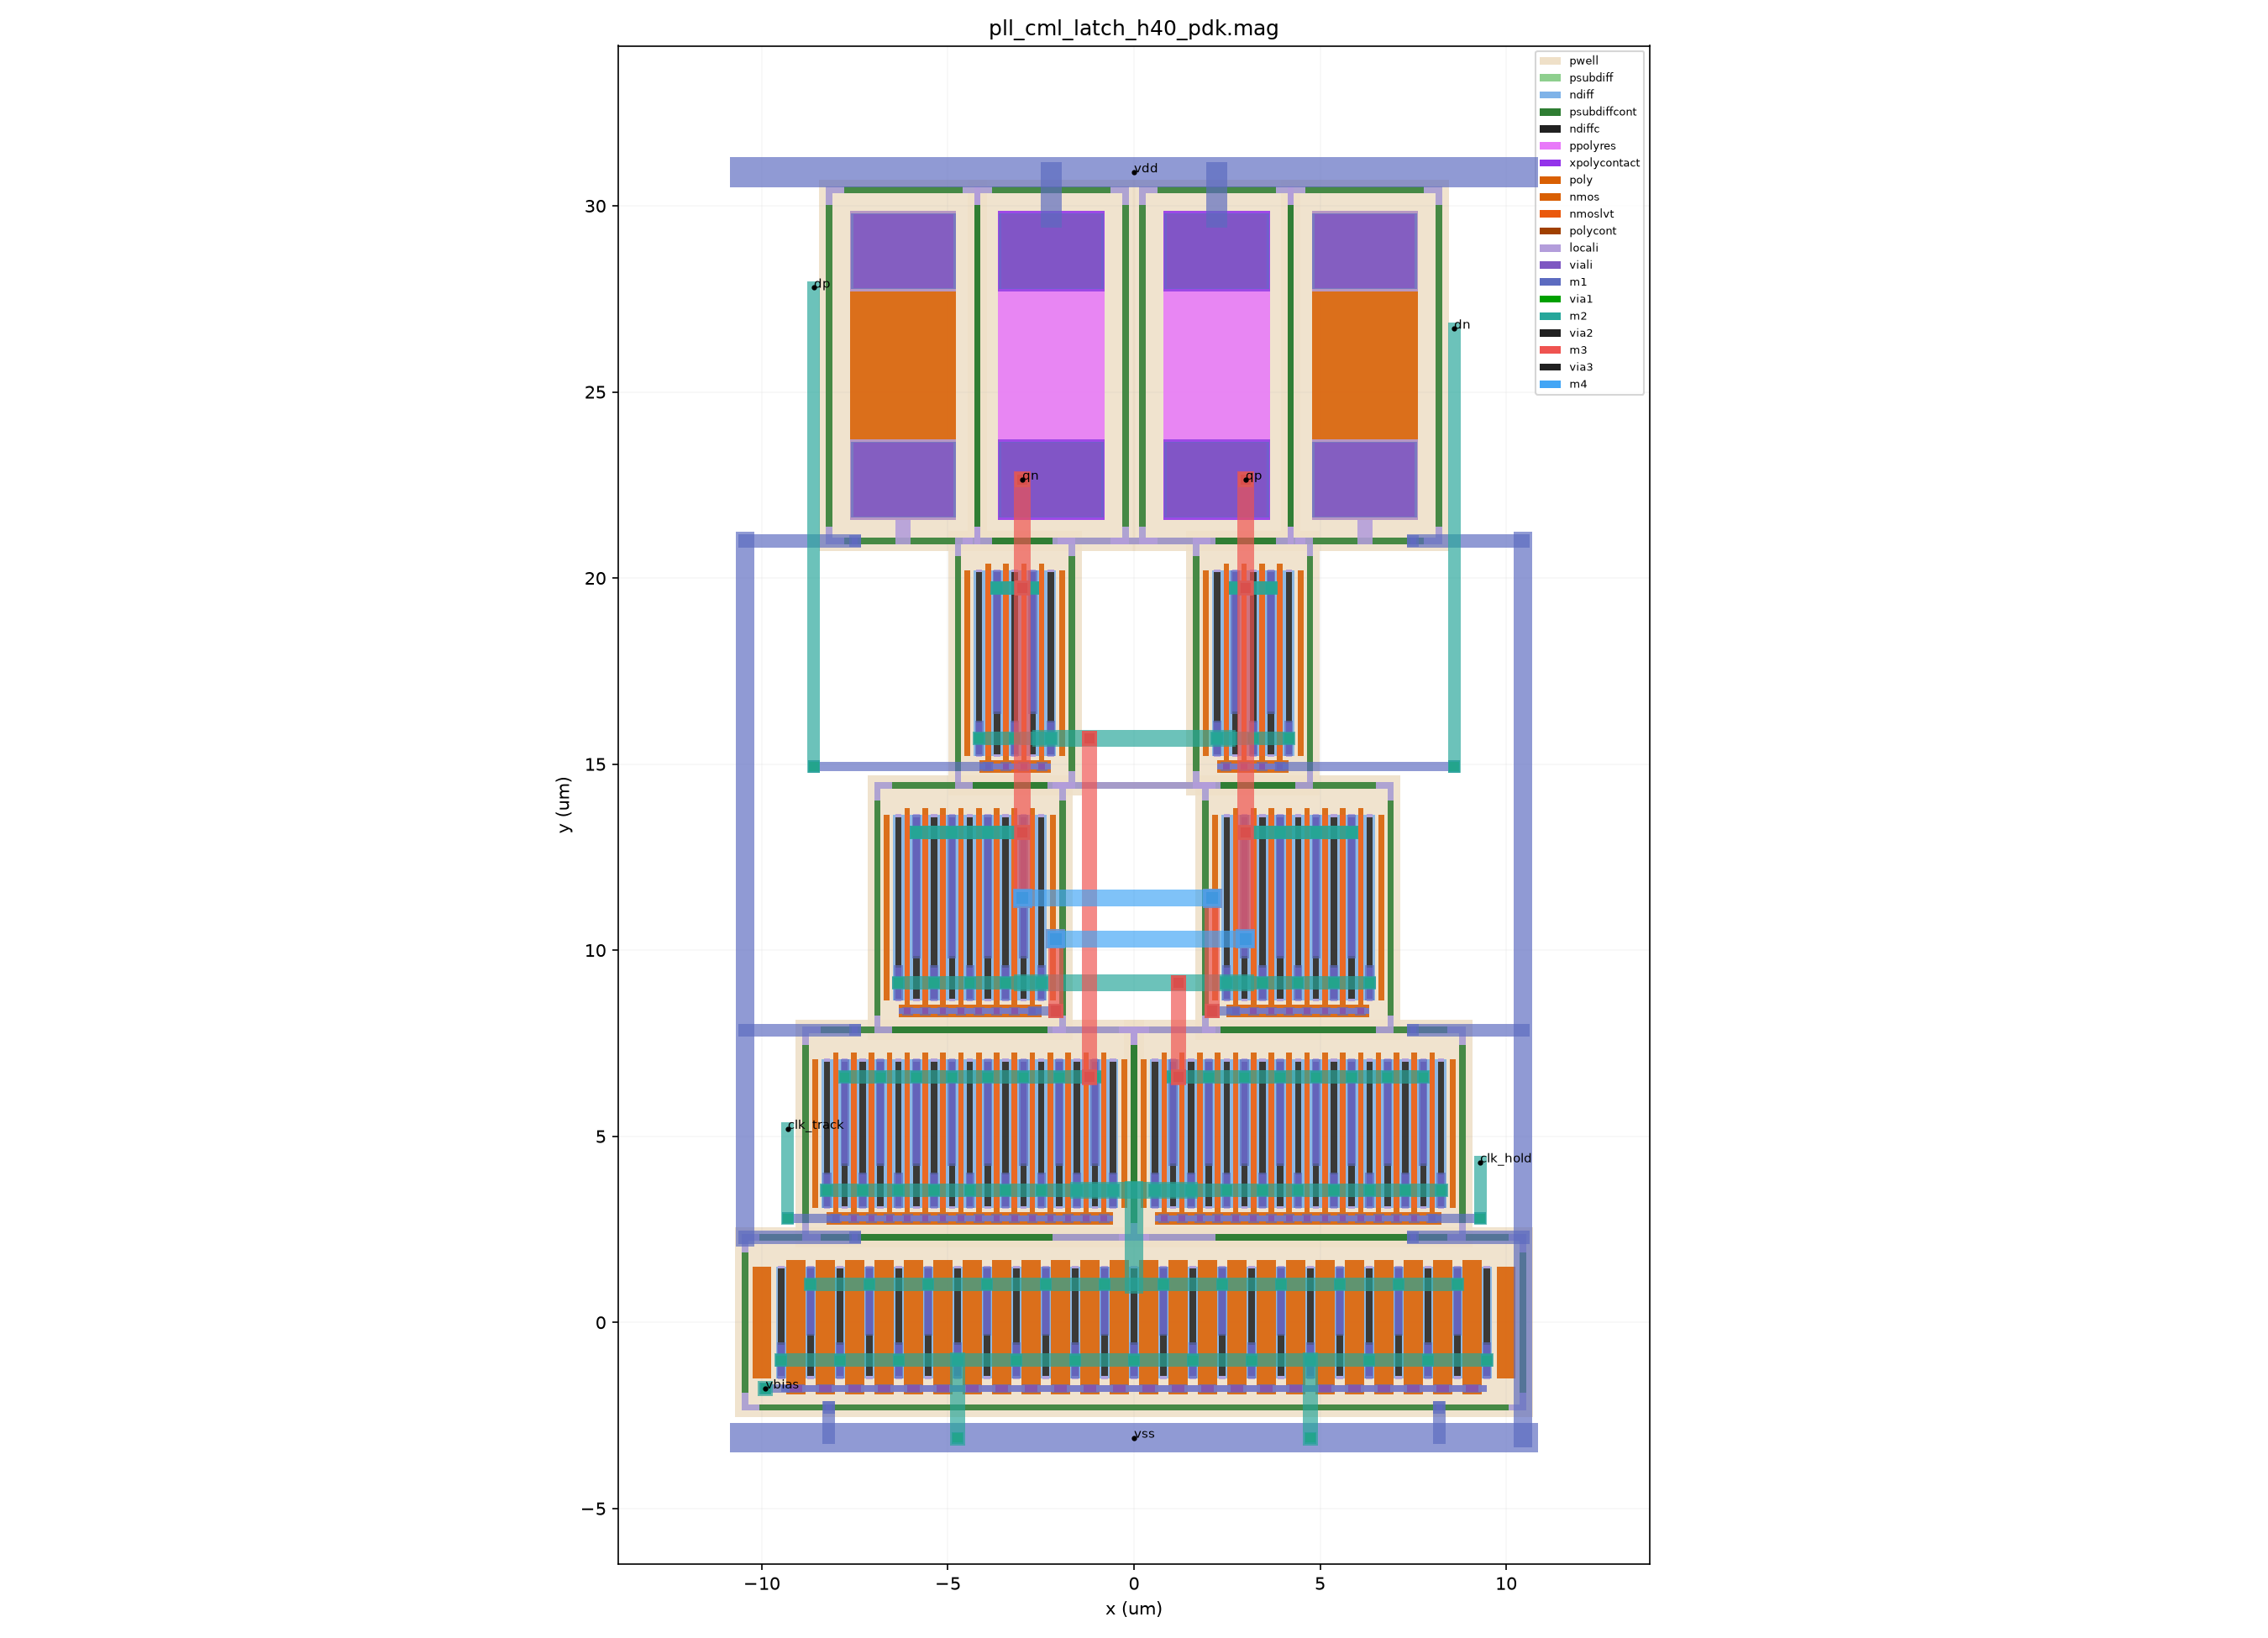 pll_cml_latch_h40_pdk.mag
pwell
psubdiff
ndiff
psubdiffcont
ndiffc
ppolyres
xpolycontact
poly
nmos
nmoslvt
polycont
locali
viali
m1
via1
m2
via2
m3
via3
m4
vdd
dp
dn
qn
qp
clk_track
clk_hold
vbias
vss
30
25
20
15
10
5
0
−5
y (um)
−10
−5
0
5
10
x (um)